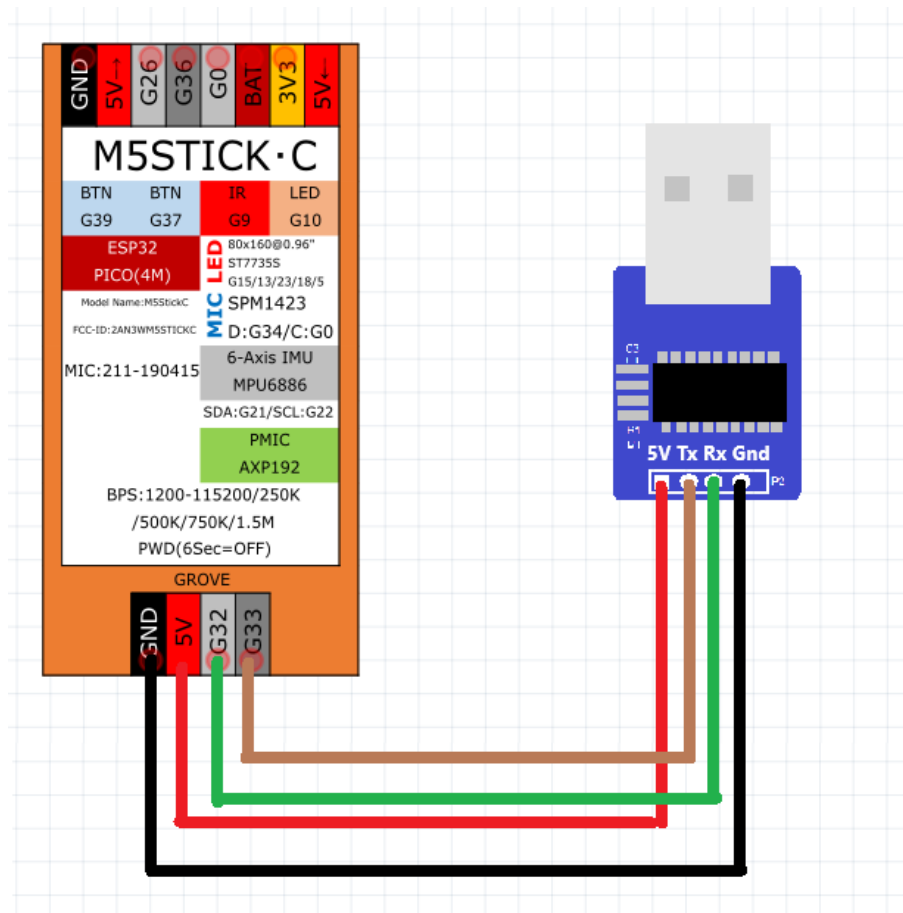 GND 5V→ G26 G36 G0 BAT 3V3 5V←
M5STICK·C
BTN BTN IR LED
G39 G37 G9 G10
ESP32
PICO(4M)
LED
80x160@0.96"
ST7735S
G15/13/23/18/5
Model Name:M5StickC
FCC-ID:2AN3WM5STICKC
MIC
SPM1423
D:G34/C:G0
MIC:211-190415
6-Axis IMU
MPU6886
SDA:G21/SCL:G22
PMIC
AXP192
BPS:1200-115200/250K
/500K/750K/1.5M
PWD(6Sec=OFF)
GROVE
GND 5V G32 G33
C3
5V Tx Rx Gnd
P2